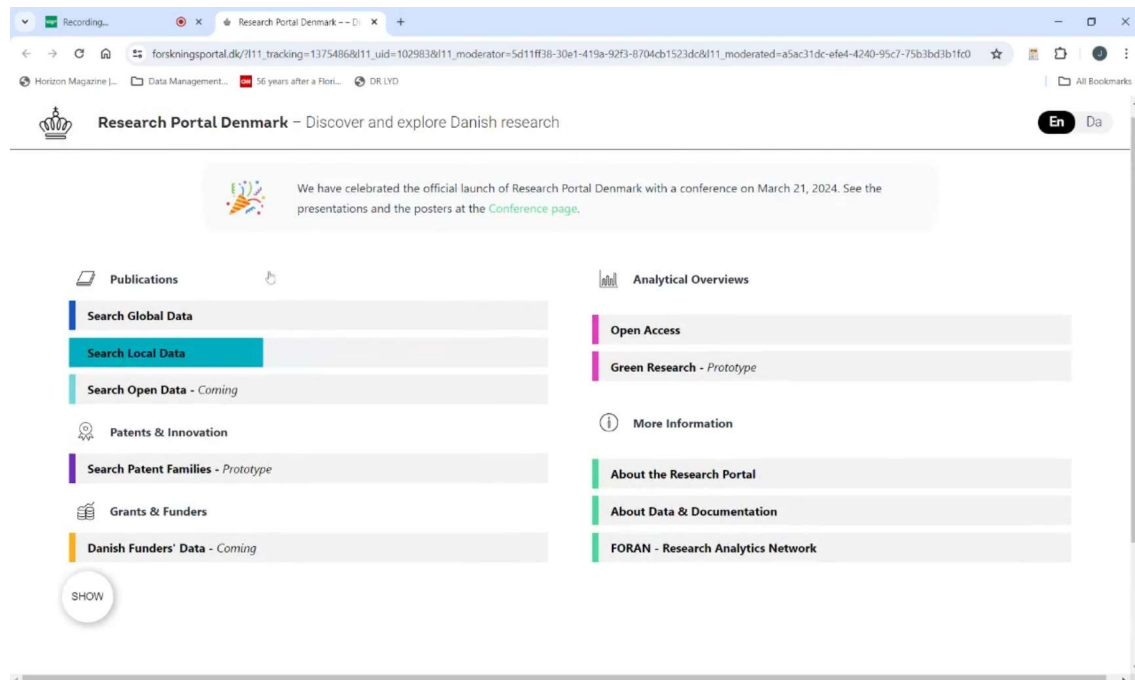 Recording...
Research Portal Denmark – – Di
forskningsportal.dk/?l11_tracking=1375486&l11_uid=102983&l11_moderator=5d11ff38-30e1-419a-92f3-8704cb1523dc&l11_moderated=a5ac31dc-efe4-4240-95c7-75b3bd3b1fc0
J
Horizon Magazine |...
Data Management...
CNN
56 years after a Flori...
DR LYD
All Bookmarks
Research Portal Denmark – Discover and explore Danish research
En
Da
We have celebrated the official launch of Research Portal Denmark with a conference on March 21, 2024. See the
presentations and the posters at the Conference page.
Publications
Search Global Data
Search Local Data
Search Open Data - Coming
Patents & Innovation
Search Patent Families - Prototype
Grants & Funders
Danish Funders' Data - Coming
SHOW
Analytical Overviews
Open Access
Green Research - Prototype
More Information
About the Research Portal
About Data & Documentation
FORAN - Research Analytics Network